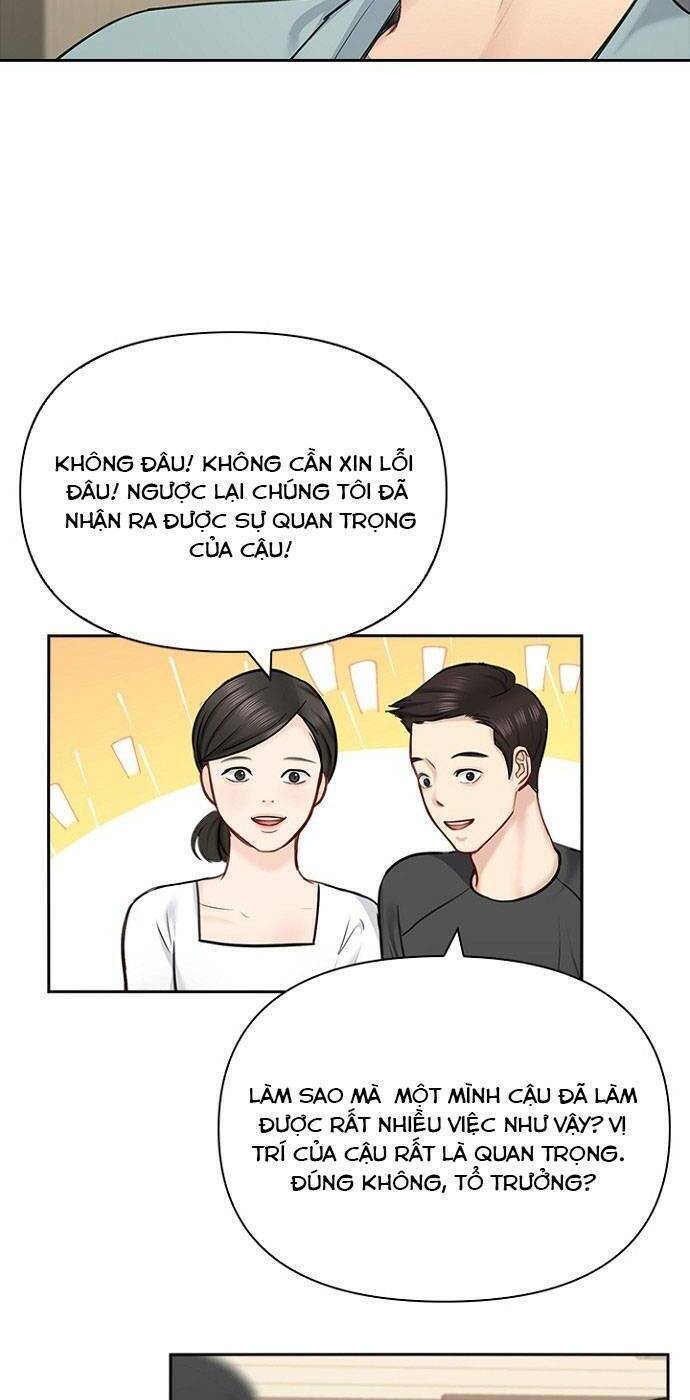 KHÔNG ĐÂU! KHÔNG CẦN XIN LỖI
ĐÂU! NGƯỢC LẠI CHÚNG TÔI ĐÃ
NHẬN RA ĐƯỢC SỰ QUAN TRỌNG
CỦA CẬU!
LÀM SAO MÀ MỘT MÌNH CẬU ĐÃ LÀM
ĐƯỢC RẤT NHIỀU VIỆC NHƯ VẬY? VỊ
TRÍ CỦA CẬU RẤT LÀ QUAN TRỌNG.
ĐÚNG KHÔNG, TỔ TRƯỞNG?